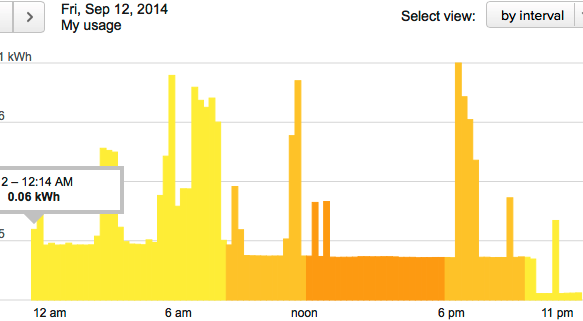 Fri, Sep 12, 2014
My usage
Select view:
by interval
1 kWh
6
2 – 12:14 AM
0.06 kWh
5
12 am
6 am
noon
6 pm
11 pm